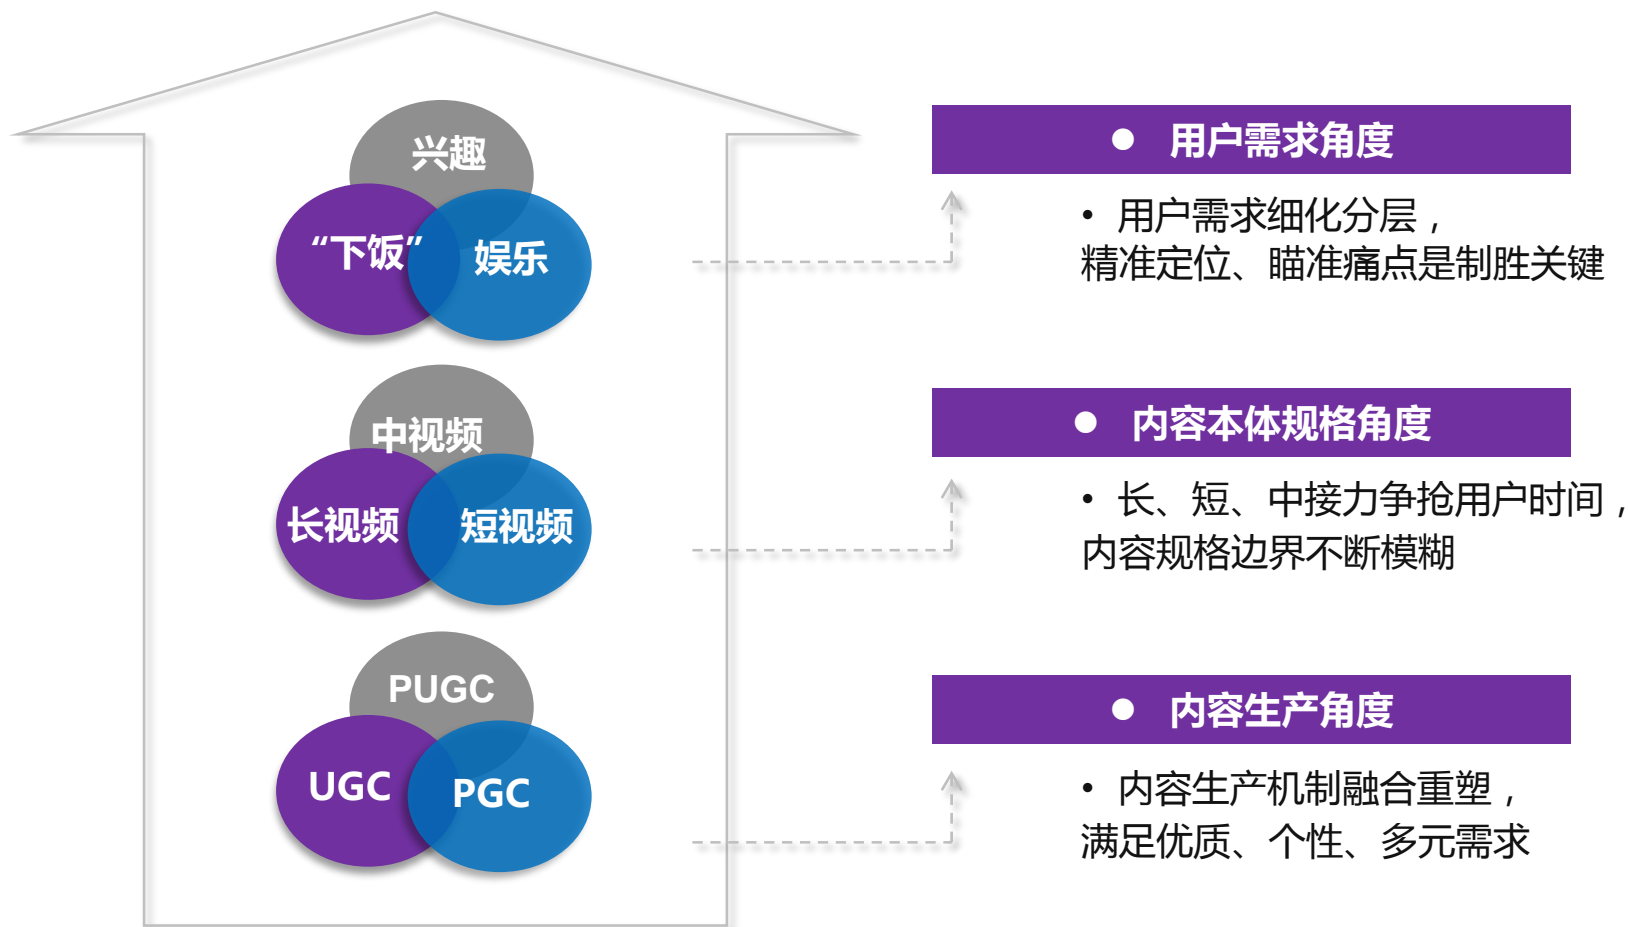 兴趣
“下饭”
娱乐
● 用户需求角度
• 用户需求细化分层，
精准定位、瞄准痛点是制胜关键
中视频
长视频
短视频
● 内容本体规格角度
• 长、短、中接力争抢用户时间，
内容规格边界不断模糊
PUGC
UGC
PGC
● 内容生产角度
• 内容生产机制融合重塑，
满足优质、个性、多元需求